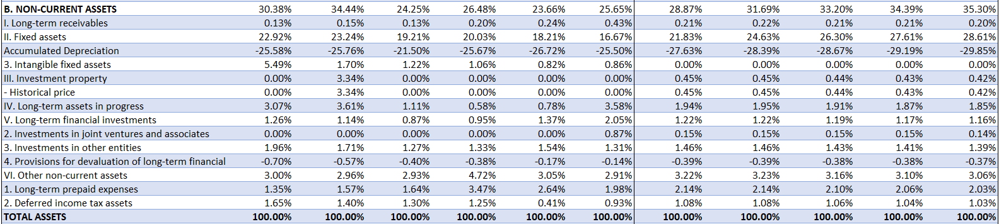 B. NON-CURRENT ASSETS 30.38% 34.44% 24.25% 26.48% 23.66% 25.65% 28.87% 31.69% 33.20% 34.39% 35.30%
I. Long-term receivables 0.13% 0.15% 0.13% 0.20% 0.24% 0.43% 0.21% 0.22% 0.21% 0.21% 0.20%
II. Fixed assets 22.92% 23.24% 19.21% 20.03% 18.21% 16.67% 21.83% 24.63% 26.30% 27.61% 28.61%
Accumulated Depreciation -25.58% -25.76% -21.50% -25.67% -26.72% -25.50% -27.63% -28.39% -28.67% -29.19% -29.85%
3. Intangible fixed assets 5.49% 1.70% 1.22% 1.06% 0.82% 0.86% 0.00% 0.00% 0.00% 0.00% 0.00%
III. Investment property 0.00% 3.34% 0.00% 0.00% 0.00% 0.00% 0.45% 0.45% 0.44% 0.43% 0.42%
- Historical price 0.00% 3.34% 0.00% 0.00% 0.00% 0.00% 0.45% 0.45% 0.44% 0.43% 0.42%
IV. Long-term assets in progress 3.07% 3.61% 1.11% 0.58% 0.78% 3.58% 1.94% 1.95% 1.91% 1.87% 1.85%
V. Long-term financial investments 1.26% 1.14% 0.87% 0.95% 1.37% 2.05% 1.22% 1.22% 1.19% 1.17% 1.16%
2. Investments in joint ventures and associates 0.00% 0.00% 0.00% 0.00% 0.00% 0.87% 0.15% 0.15% 0.15% 0.15% 0.14%
3. Investments in other entities 1.96% 1.71% 1.27% 1.33% 1.54% 1.31% 1.46% 1.46% 1.43% 1.41% 1.39%
4. Provisions for devaluation of long-term financial -0.70% -0.57% -0.40% -0.38% -0.17% -0.14% -0.39% -0.39% -0.38% -0.38% -0.37%
VI. Other non-current assets 3.00% 2.96% 2.93% 4.72% 3.05% 2.91% 3.22% 3.23% 3.16% 3.10% 3.06%
1. Long-term prepaid expenses 1.35% 1.57% 1.64% 3.47% 2.64% 1.98% 2.14% 2.14% 2.10% 2.06% 2.03%
2. Deferred income tax assets 1.65% 1.40% 1.30% 1.25% 0.41% 0.93% 1.08% 1.08% 1.06% 1.04% 1.03%
TOTAL ASSETS 100.00% 100.00% 100.00% 100.00% 100.00% 100.00% 100.00% 100.00% 100.00% 100.00% 100.00%